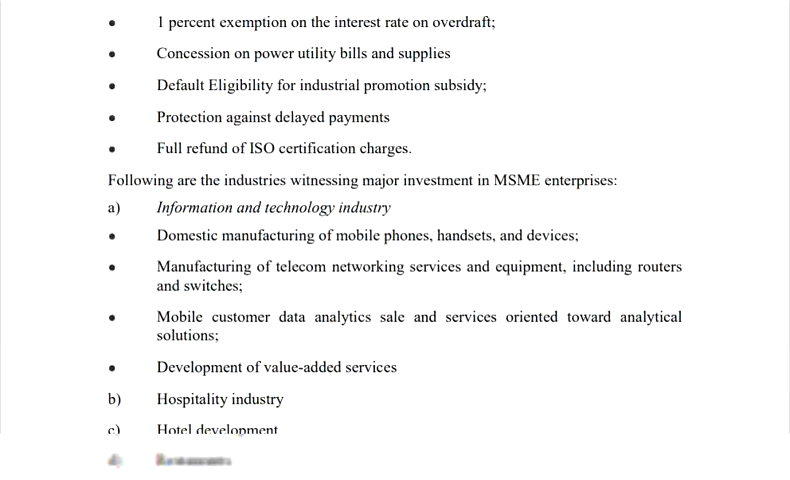 • 1 percent exemption on the interest rate on overdraft;
• Concession on power utility bills and supplies
• Default Eligibility for industrial promotion subsidy;
• Protection against delayed payments
• Full refund of ISO certification charges.
Following are the industries witnessing major investment in MSME enterprises:
a) Information and technology industry
• Domestic manufacturing of mobile phones, handsets, and devices;
• Manufacturing of telecom networking services and equipment, including routers
and switches;
• Mobile customer data analytics sale and services oriented toward analytical
solutions;
• Development of value-added services
b) Hospitality industry
c) Hotel development